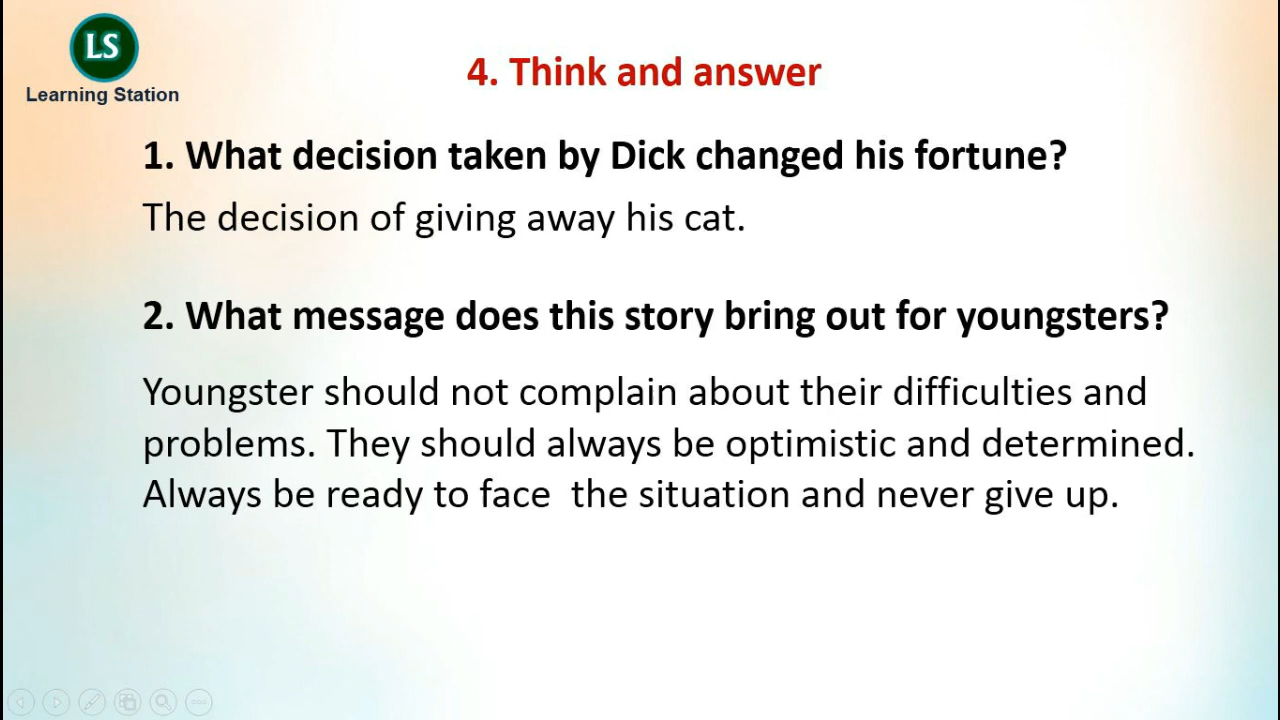 LS
Learning Station
4. Think and answer
1. What decision taken by Dick changed his fortune?
The decision of giving away his cat.
2. What message does this story bring out for youngsters?
Youngster should not complain about their difficulties and
problems. They should always be optimistic and determined.
Always be ready to face  the situation and never give up.